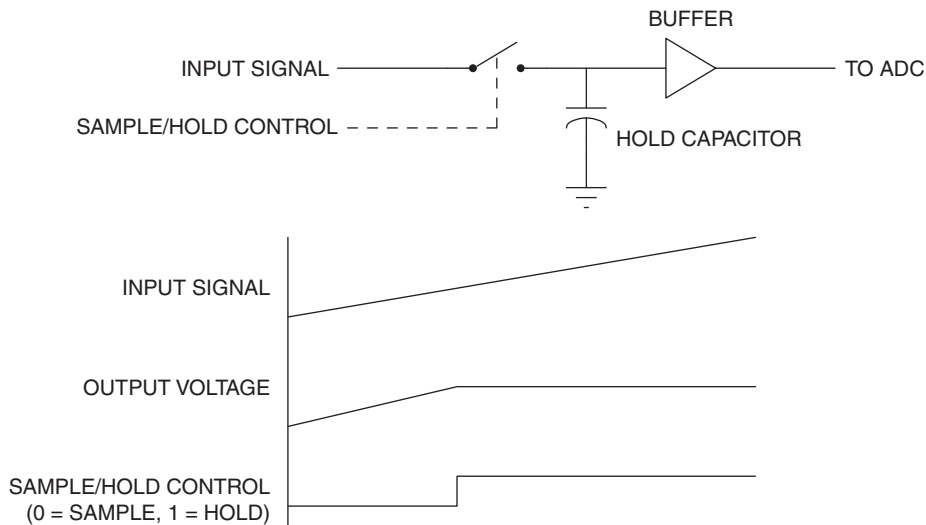 BUFFER
INPUT SIGNAL
TO ADC
SAMPLE/HOLD CONTROL
HOLD CAPACITOR
INPUT SIGNAL
OUTPUT VOLTAGE
SAMPLE/HOLD CONTROL
(0 = SAMPLE, 1 = HOLD)